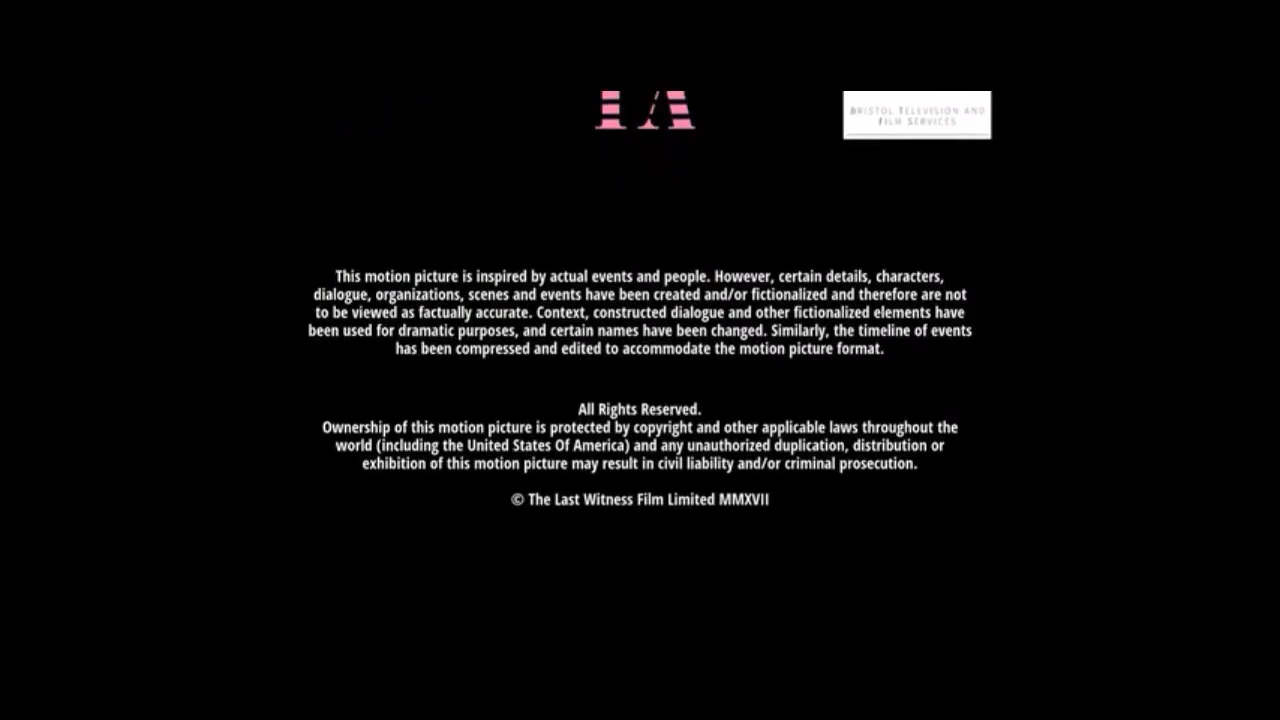 BRISTOL TELEVISION AND
FILM SERVICES
This motion picture is inspired by actual events and people. However, certain details, characters,
dialogue, organizations, scenes and events have been created and/or fictionalized and therefore are not
to be viewed as factually accurate. Context, constructed dialogue and other fictionalized elements have
been used for dramatic purposes, and certain names have been changed. Similarly, the timeline of events
has been compressed and edited to accommodate the motion picture format.
All Rights Reserved.
Ownership of this motion picture is protected by copyright and other applicable laws throughout the
world (including the United States Of America) and any unauthorized duplication, distribution or
exhibition of this motion picture may result in civil liability and/or criminal prosecution.
© The Last Witness Film Limited MMXVII